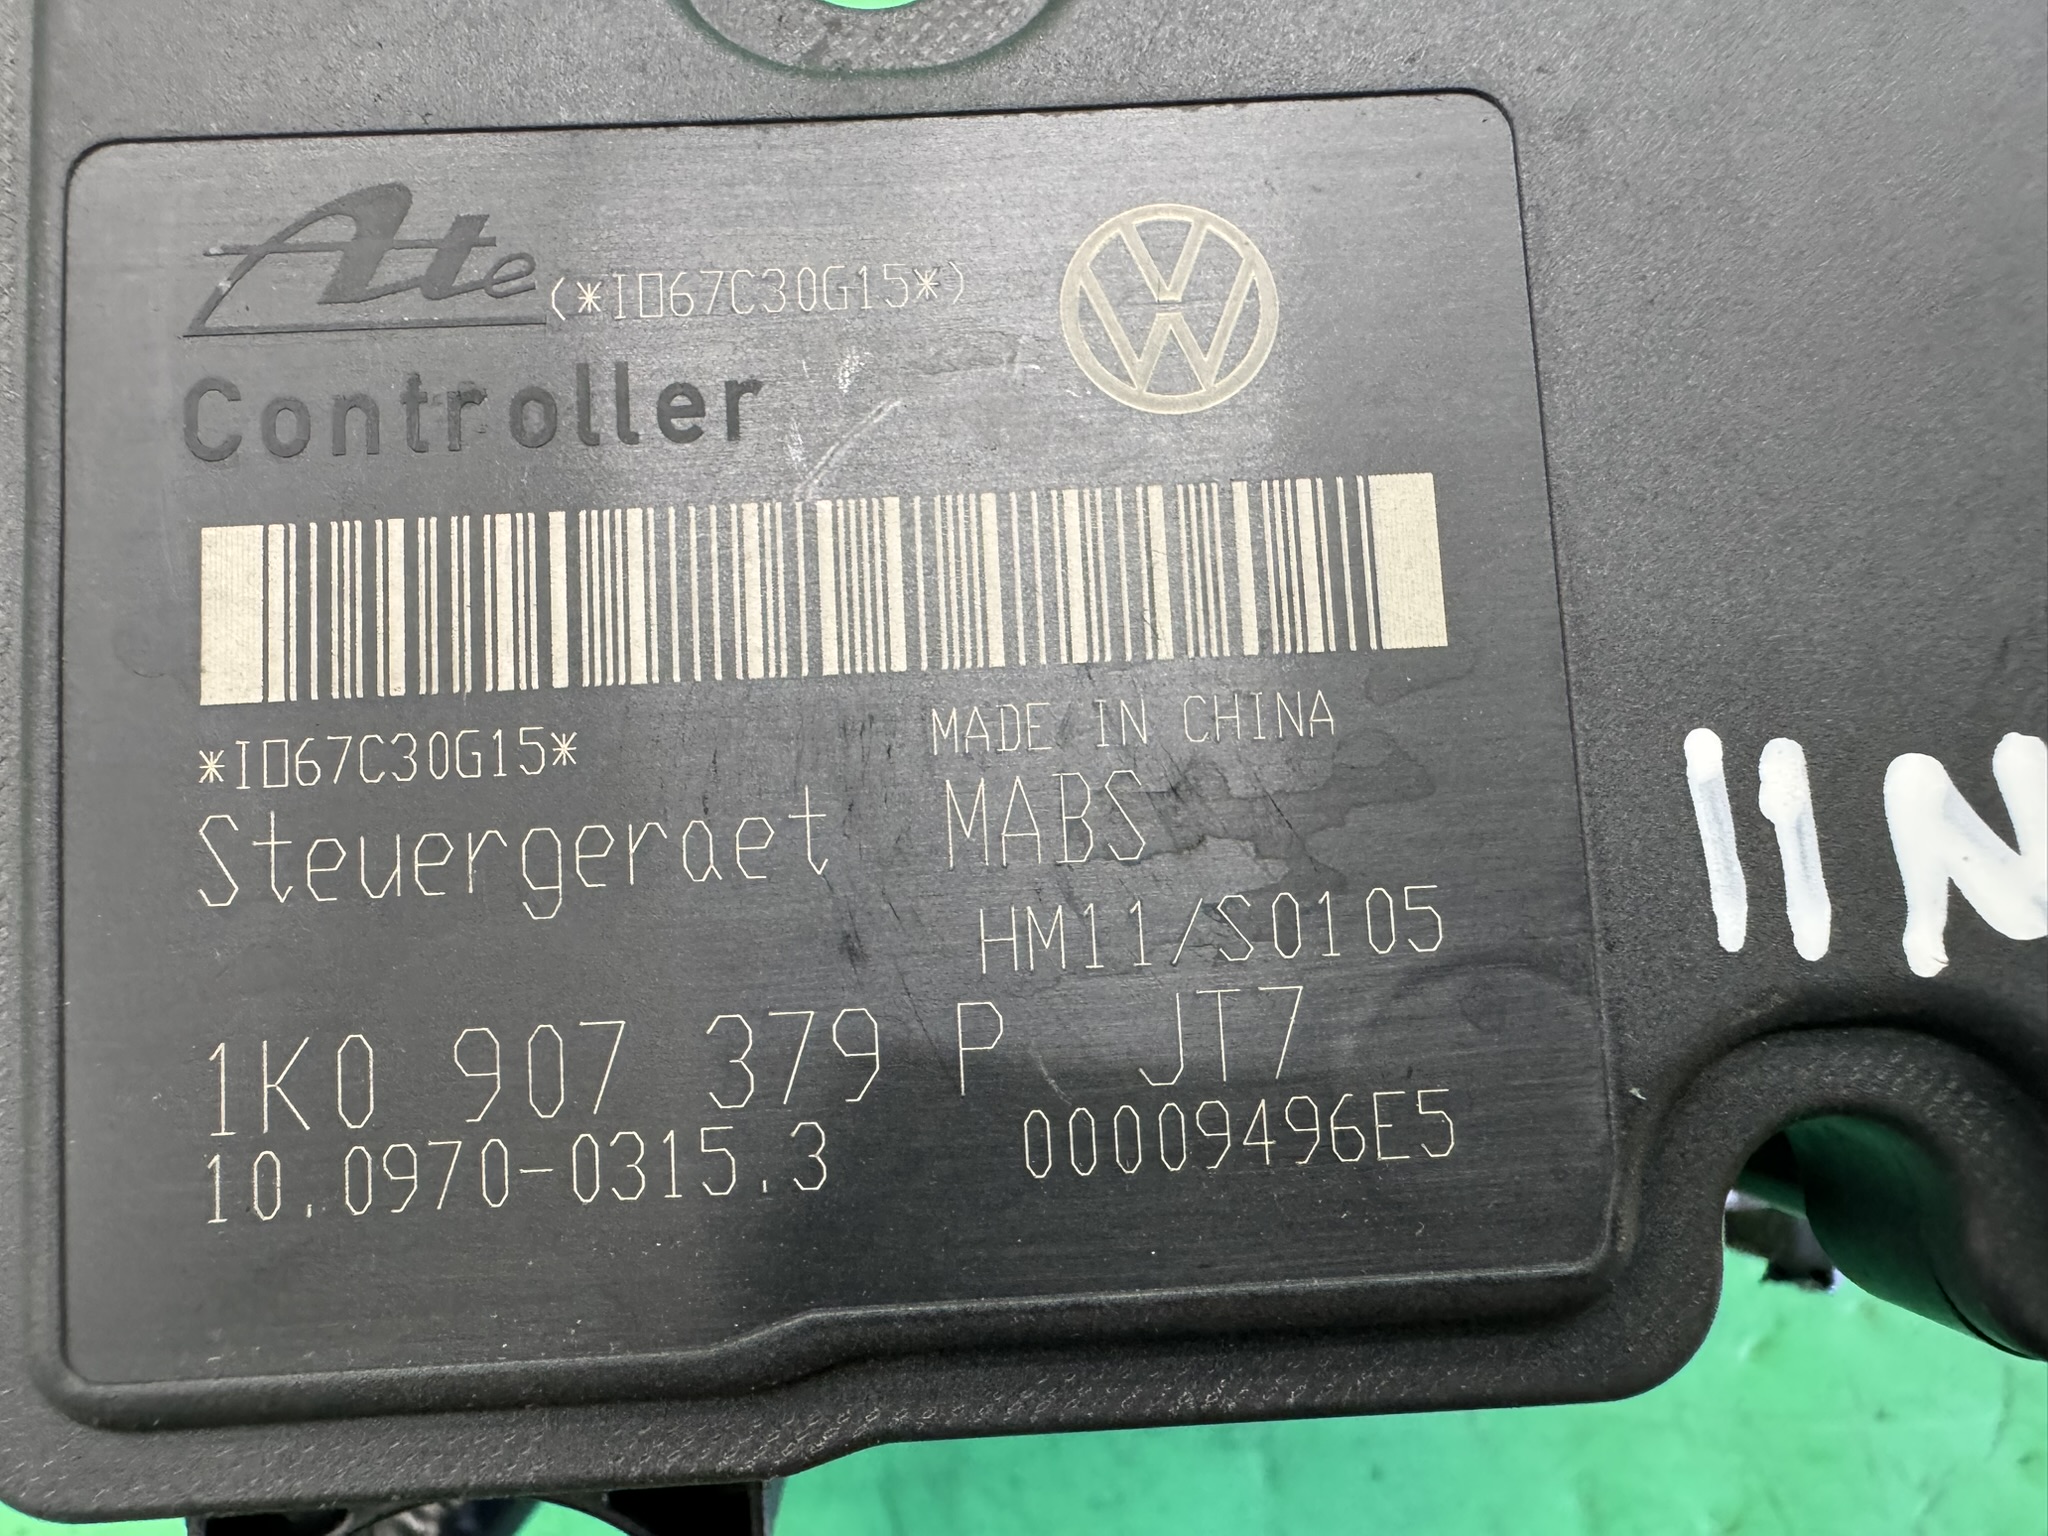 Ate (*I□67C30G15*)
Controller
*I□67C30G15*
MADE IN CHINA
Steuergeraet MABS
HM11/S0105
1K0 907 379 P JT7
10.0970-0315.3 00009496E5
11N